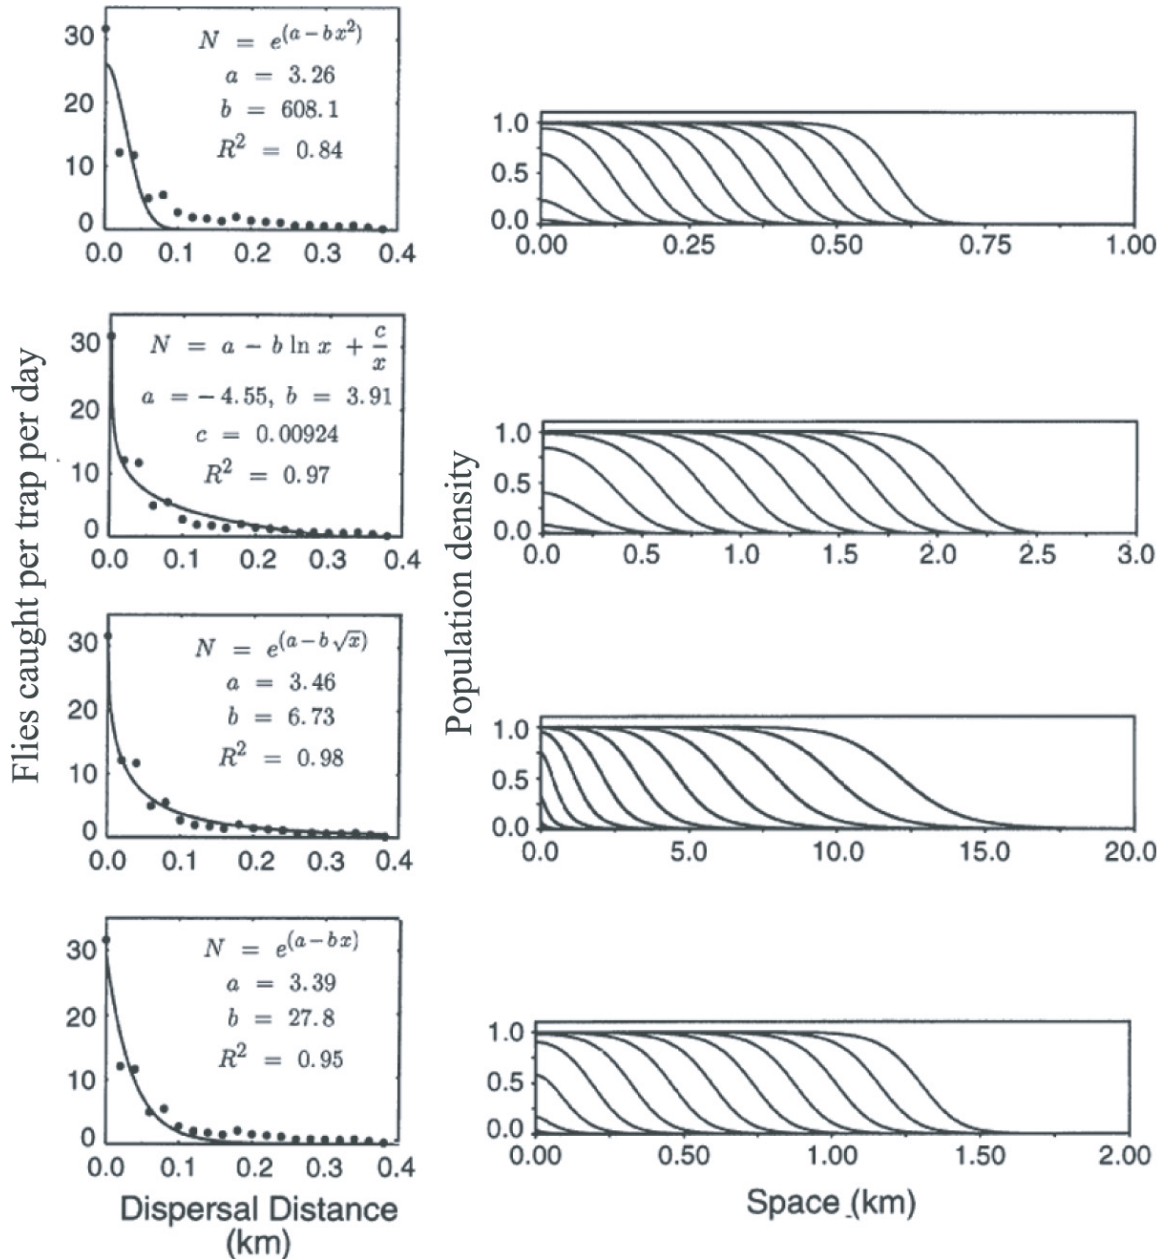 Flies caught per trap per day
30
20
10
0
N = e^(a − bx²)
a = 3.26
b = 608.1
R² = 0.84
0.0 0.1 0.2 0.3 0.4
30
20
10
0
N = a − b ln x + c/x
a = −4.55, b = 3.91
c = 0.00924
R² = 0.97
0.0 0.1 0.2 0.3 0.4
30
20
10
0
N = e^(a − b√x)
a = 3.46
b = 6.73
R² = 0.98
0.0 0.1 0.2 0.3 0.4
30
20
10
0
N = e^(a − bx)
a = 3.39
b = 27.8
R² = 0.95
0.0 0.1 0.2 0.3 0.4
Dispersal Distance
(km)
Population density
1.0
0.5
0.0
0.00 0.25 0.50 0.75 1.00
1.0
0.5
0.0
0.0 0.5 1.0 1.5 2.0 2.5 3.0
1.0
0.5
0.0
0.0 5.0 10.0 15.0 20.0
1.0
0.5
0.0
0.00 0.50 1.00 1.50 2.00
Space (km)